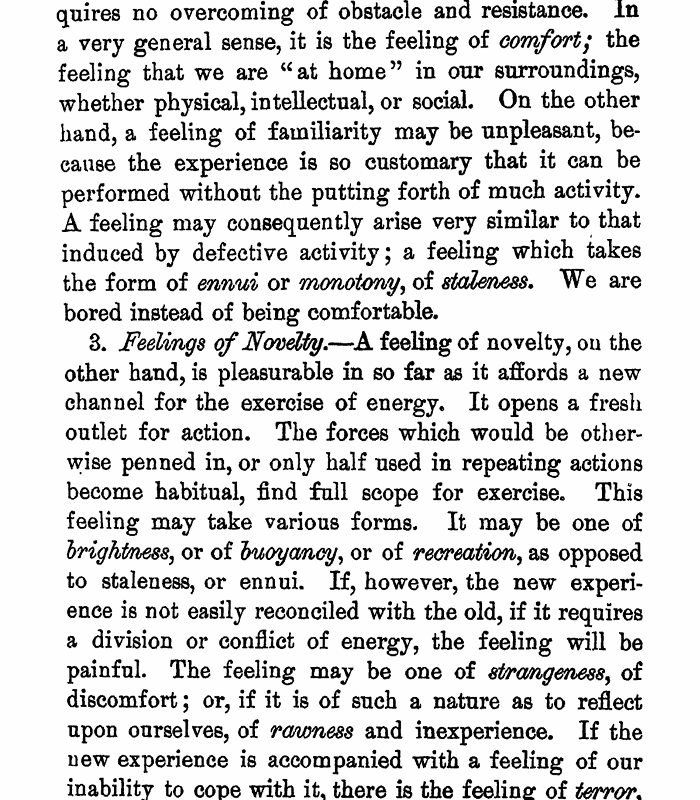 quires no overcoming of obstacle and resistance. In
a very general sense, it is the feeling of comfort; the
feeling that we are “at home” in our surroundings,
whether physical, intellectual, or social. On the other
hand, a feeling of familiarity may be unpleasant, be-
cause the experience is so customary that it can be
performed without the putting forth of much activity.
A feeling may consequently arise very similar to that
induced by defective activity; a feeling which takes
the form of ennui or monotony, of staleness. We are
bored instead of being comfortable.
3. Feelings of Novelty.—A feeling of novelty, on the
other hand, is pleasurable in so far as it affords a new
channel for the exercise of energy. It opens a fresh
outlet for action. The forces which would be other-
wise penned in, or only half used in repeating actions
become habitual, find full scope for exercise. This
feeling may take various forms. It may be one of
brightness, or of buoyancy, or of recreation, as opposed
to staleness, or ennui. If, however, the new experi-
ence is not easily reconciled with the old, if it requires
a division or conflict of energy, the feeling will be
painful. The feeling may be one of strangeness, of
discomfort; or, if it is of such a nature as to reflect
upon ourselves, of rawness and inexperience. If the
new experience is accompanied with a feeling of our
inability to cope with it, there is the feeling of terror,